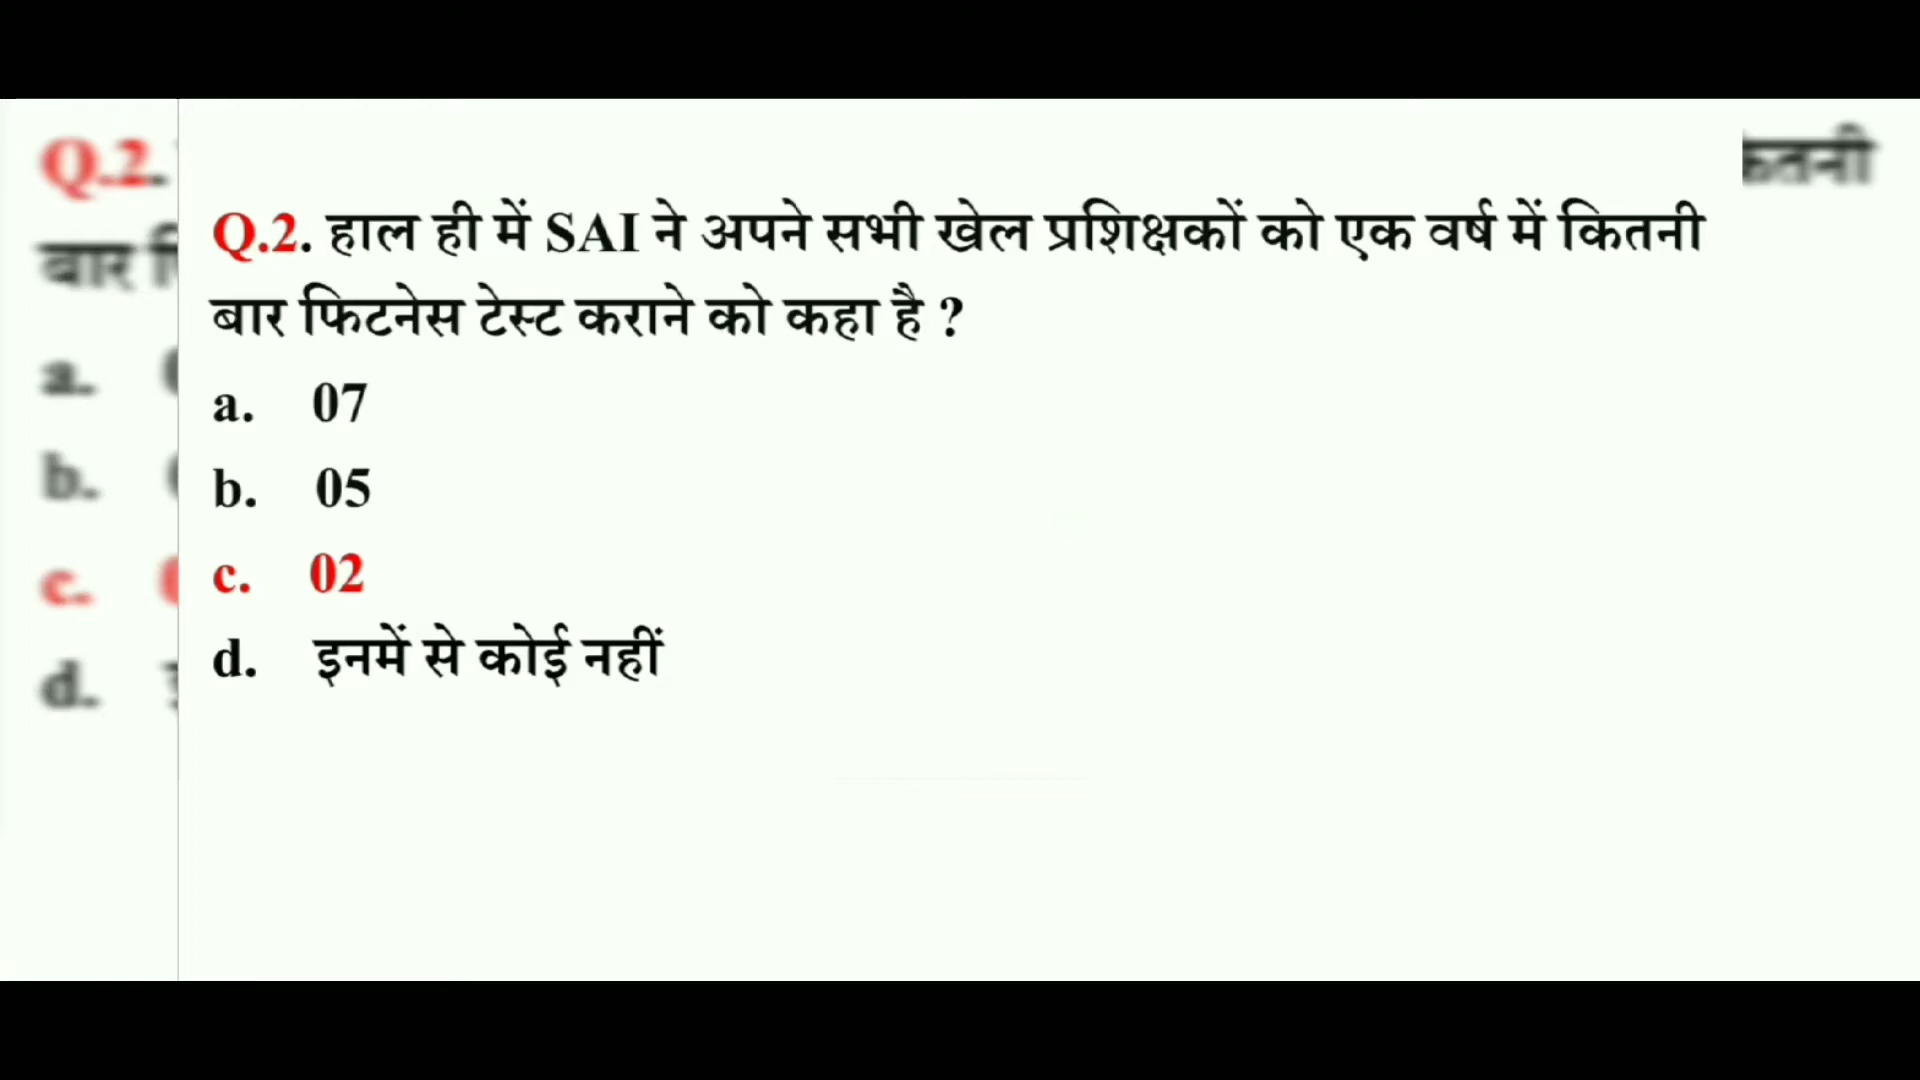 Q.2. हाल ही में SAI ने अपने सभी खेल प्रशिक्षकों को एक वर्ष में कितनी
बार फिटनेस टेस्ट कराने को कहा है ?
a. 07
b. 05
c. 02
d. इनमें से कोई नहीं